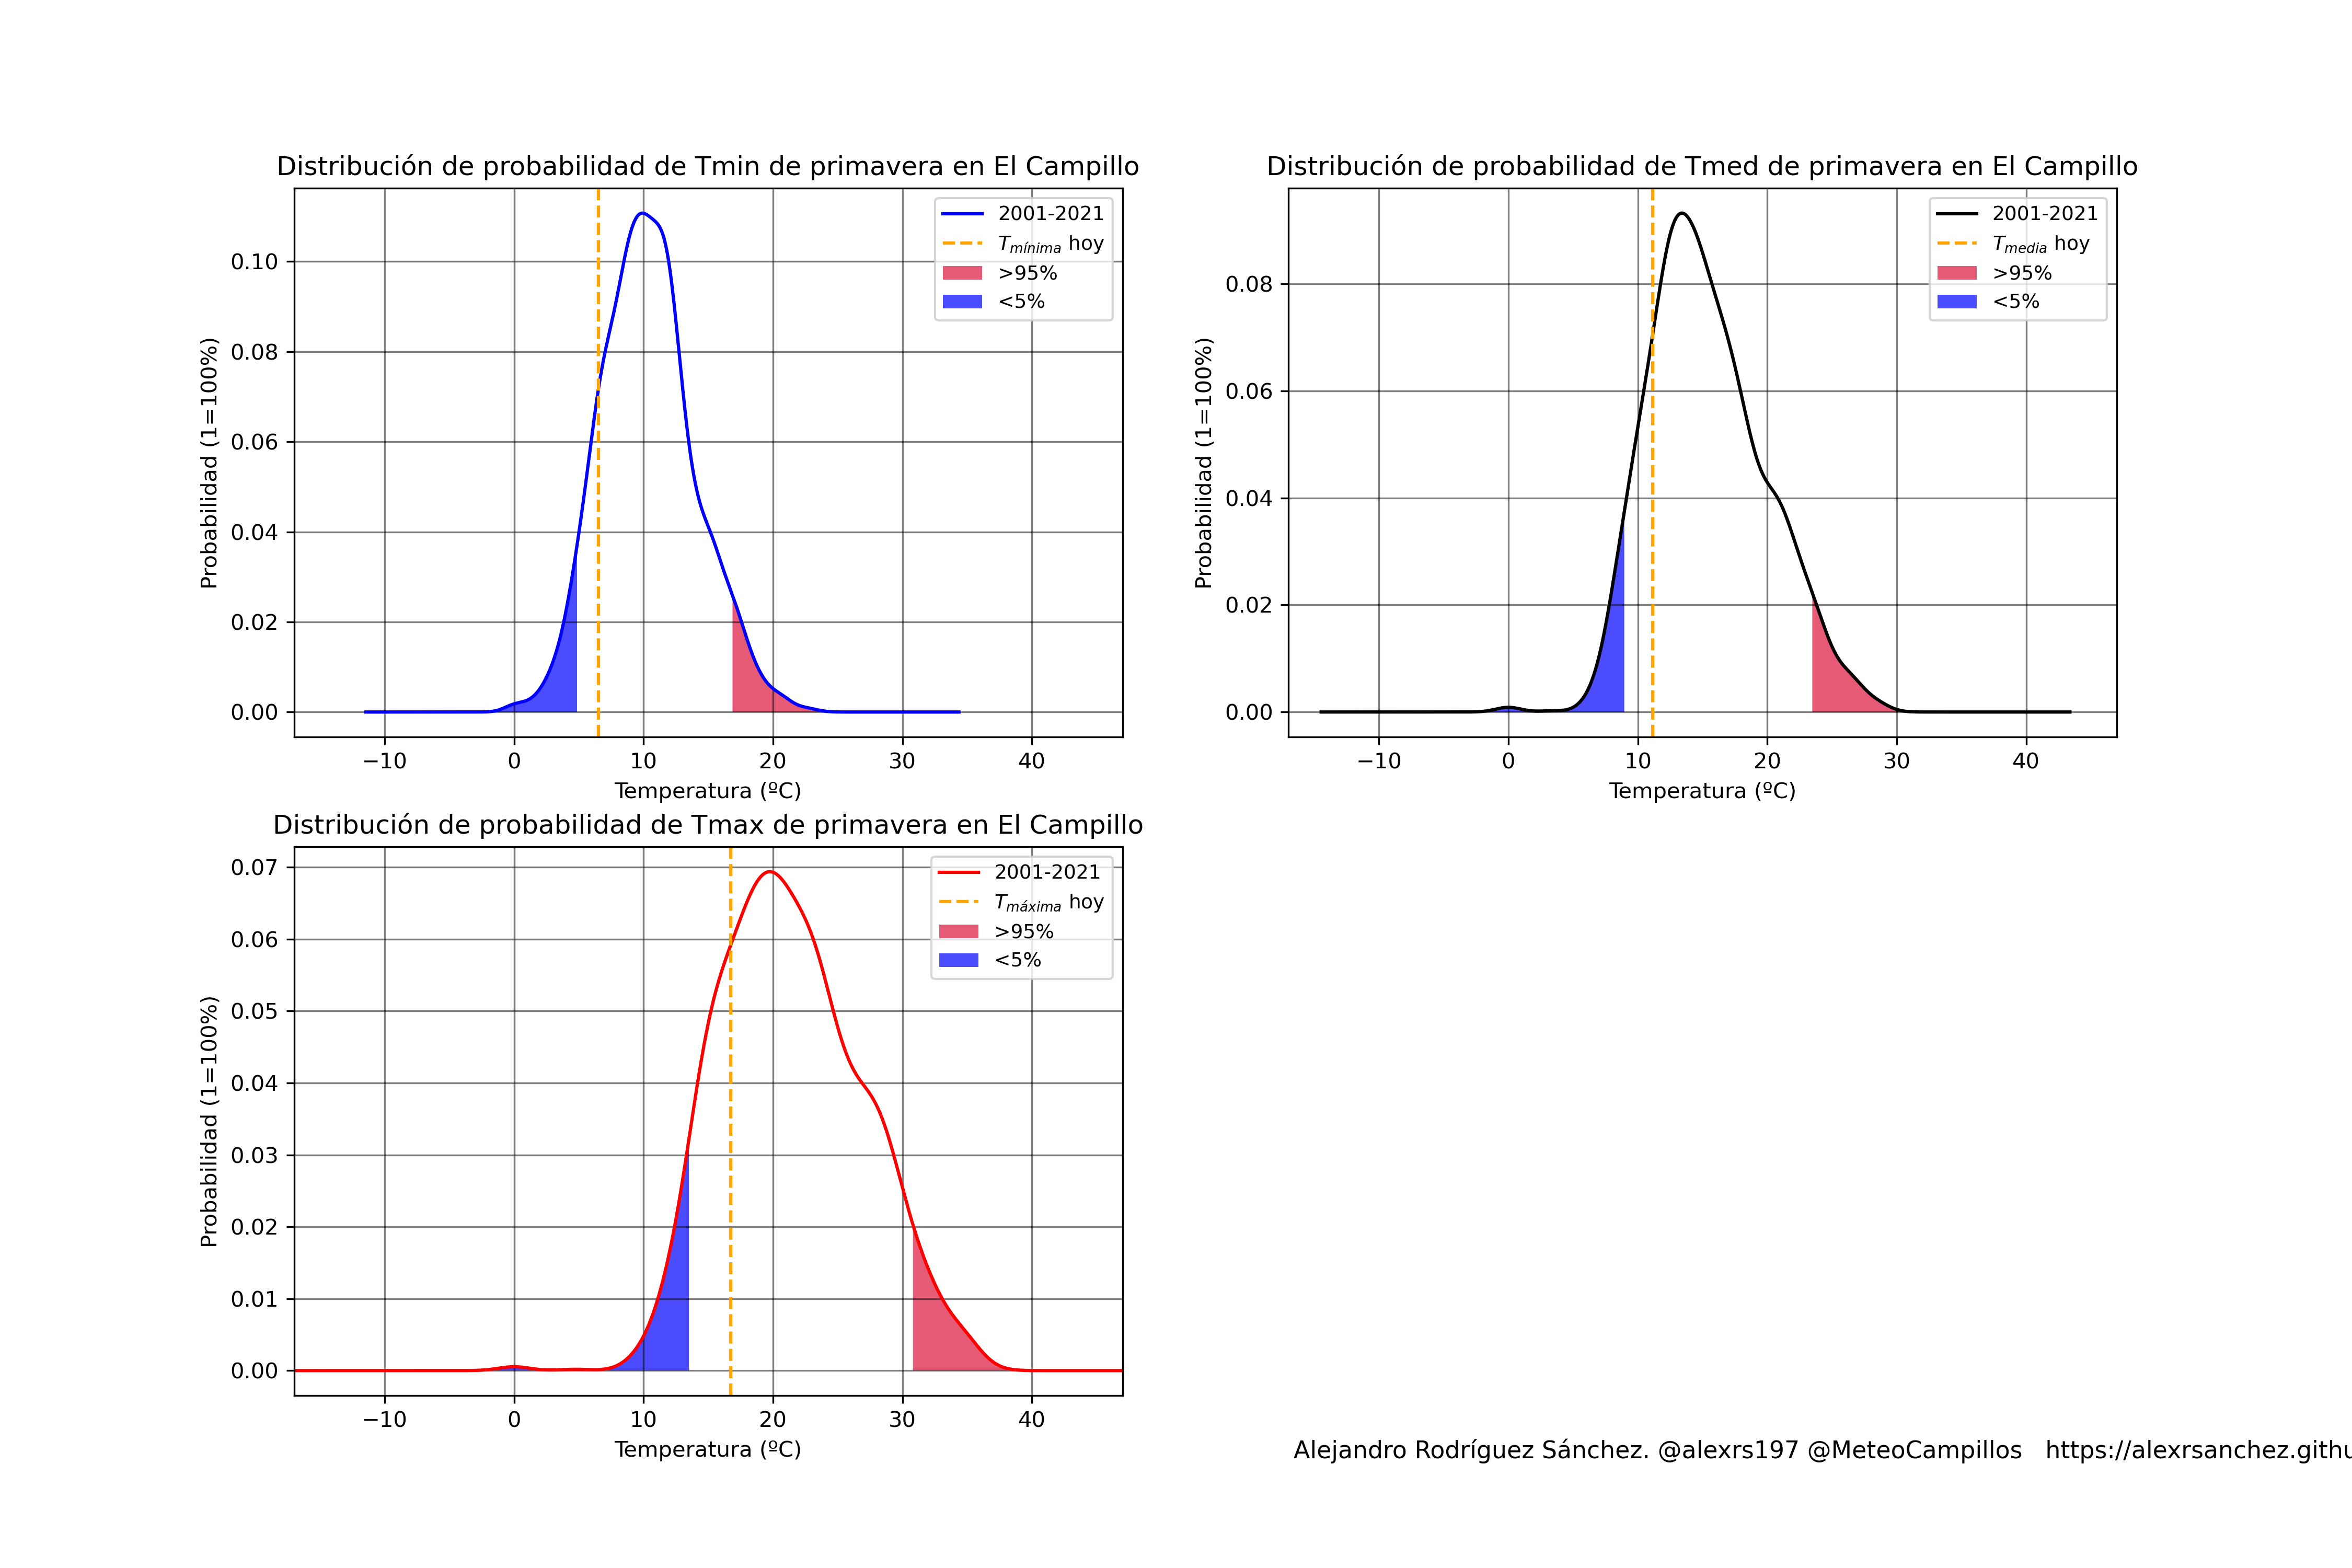 Distribución de probabilidad de Tmin de primavera en El Campillo
2001-2021
Tmínima hoy
>95%
<5%
0.10
0.08
0.06
0.04
0.02
0.00
Probabilidad (1=100%)
−10 0 10 20 30 40
Temperatura (ºC)
Distribución de probabilidad de Tmed de primavera en El Campillo
2001-2021
Tmedia hoy
>95%
<5%
0.08
0.06
0.04
0.02
0.00
Probabilidad (1=100%)
−10 0 10 20 30 40
Temperatura (ºC)
Distribución de probabilidad de Tmax de primavera en El Campillo
2001-2021
Tmáxima hoy
>95%
<5%
0.07
0.06
0.05
0.04
0.03
0.02
0.01
0.00
Probabilidad (1=100%)
−10 0 10 20 30 40
Temperatura (ºC)
Alejandro Rodríguez Sánchez. @alexrs197 @MeteoCampillos https://alexrsanchez.githu